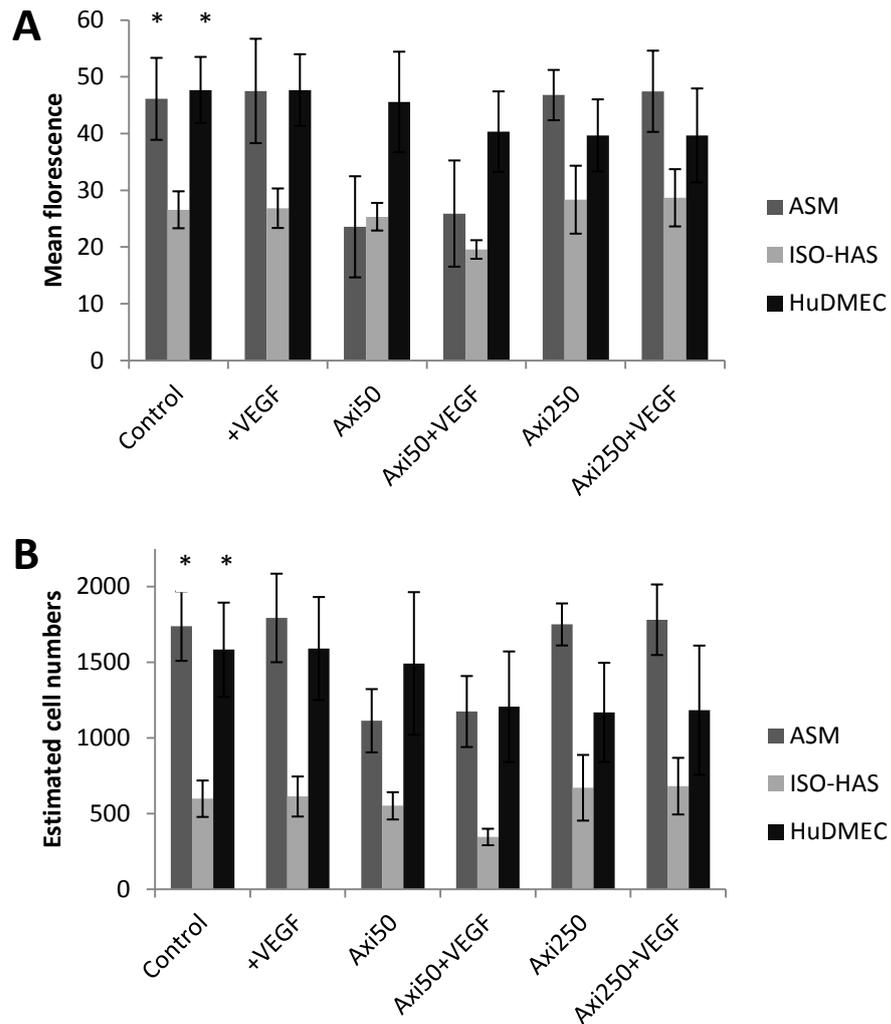 A
* *
Mean florescence
60
50
40
30
20
10
0
Control
+VEGF
Axi50
Axi50+VEGF
Axi250
Axi250+VEGF
ASM
ISO-HAS
HuDMEC
B
* *
Estimated cell numbers
2000
1500
1000
500
0
Control
+VEGF
Axi50
Axi50+VEGF
Axi250
Axi250+VEGF
ASM
ISO-HAS
HuDMEC